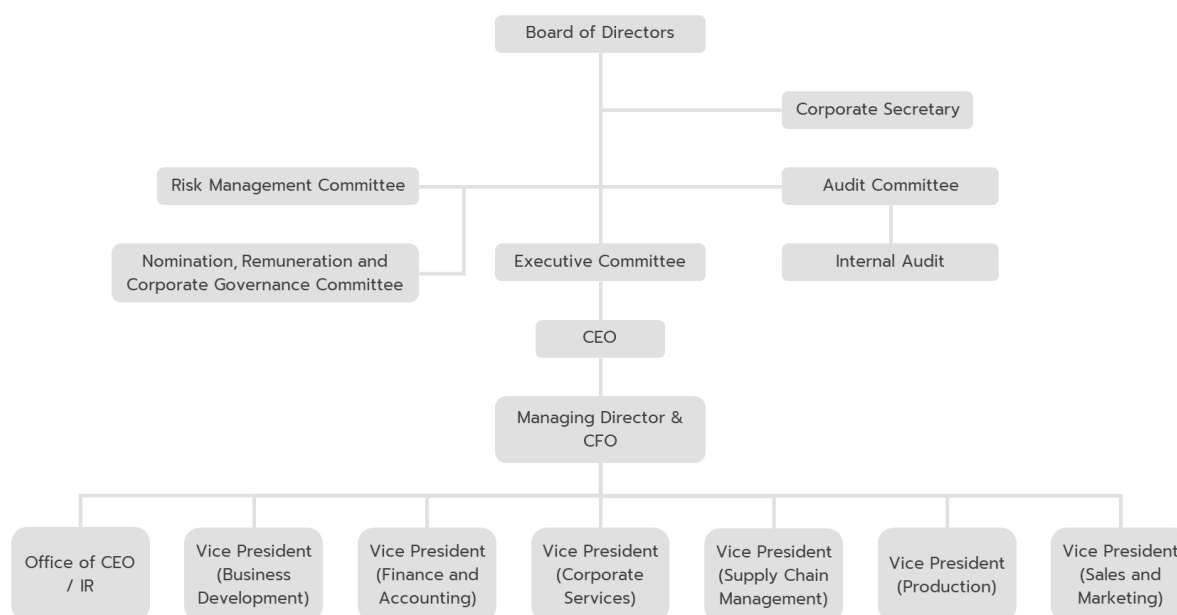 Board of Directors
Corporate Secretary
Risk Management Committee
Audit Committee
Nomination, Remuneration and
Corporate Governance Committee
Executive Committee
Internal Audit
CEO
Managing Director &
CFO
Office of CEO
/ IR
Vice President
(Business
Development)
Vice President
(Finance and
Accounting)
Vice President
(Corporate
Services)
Vice President
(Supply Chain
Management)
Vice President
(Production)
Vice President
(Sales and
Marketing)